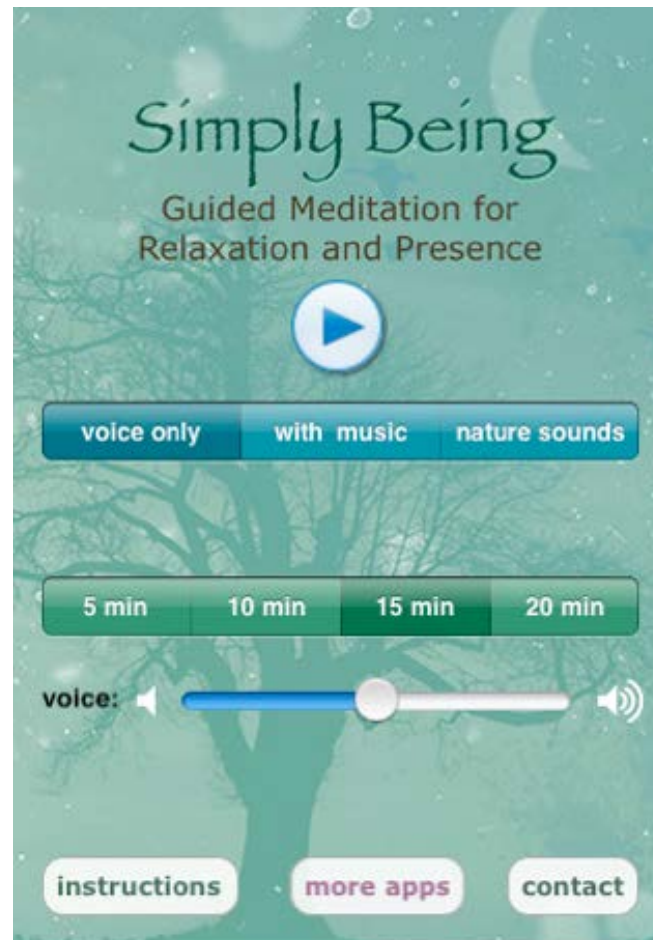 Simply Being
Guided Meditation for
Relaxation and Presence
voice only with music nature sounds
5 min 10 min 15 min 20 min
voice:
instructions more apps contact